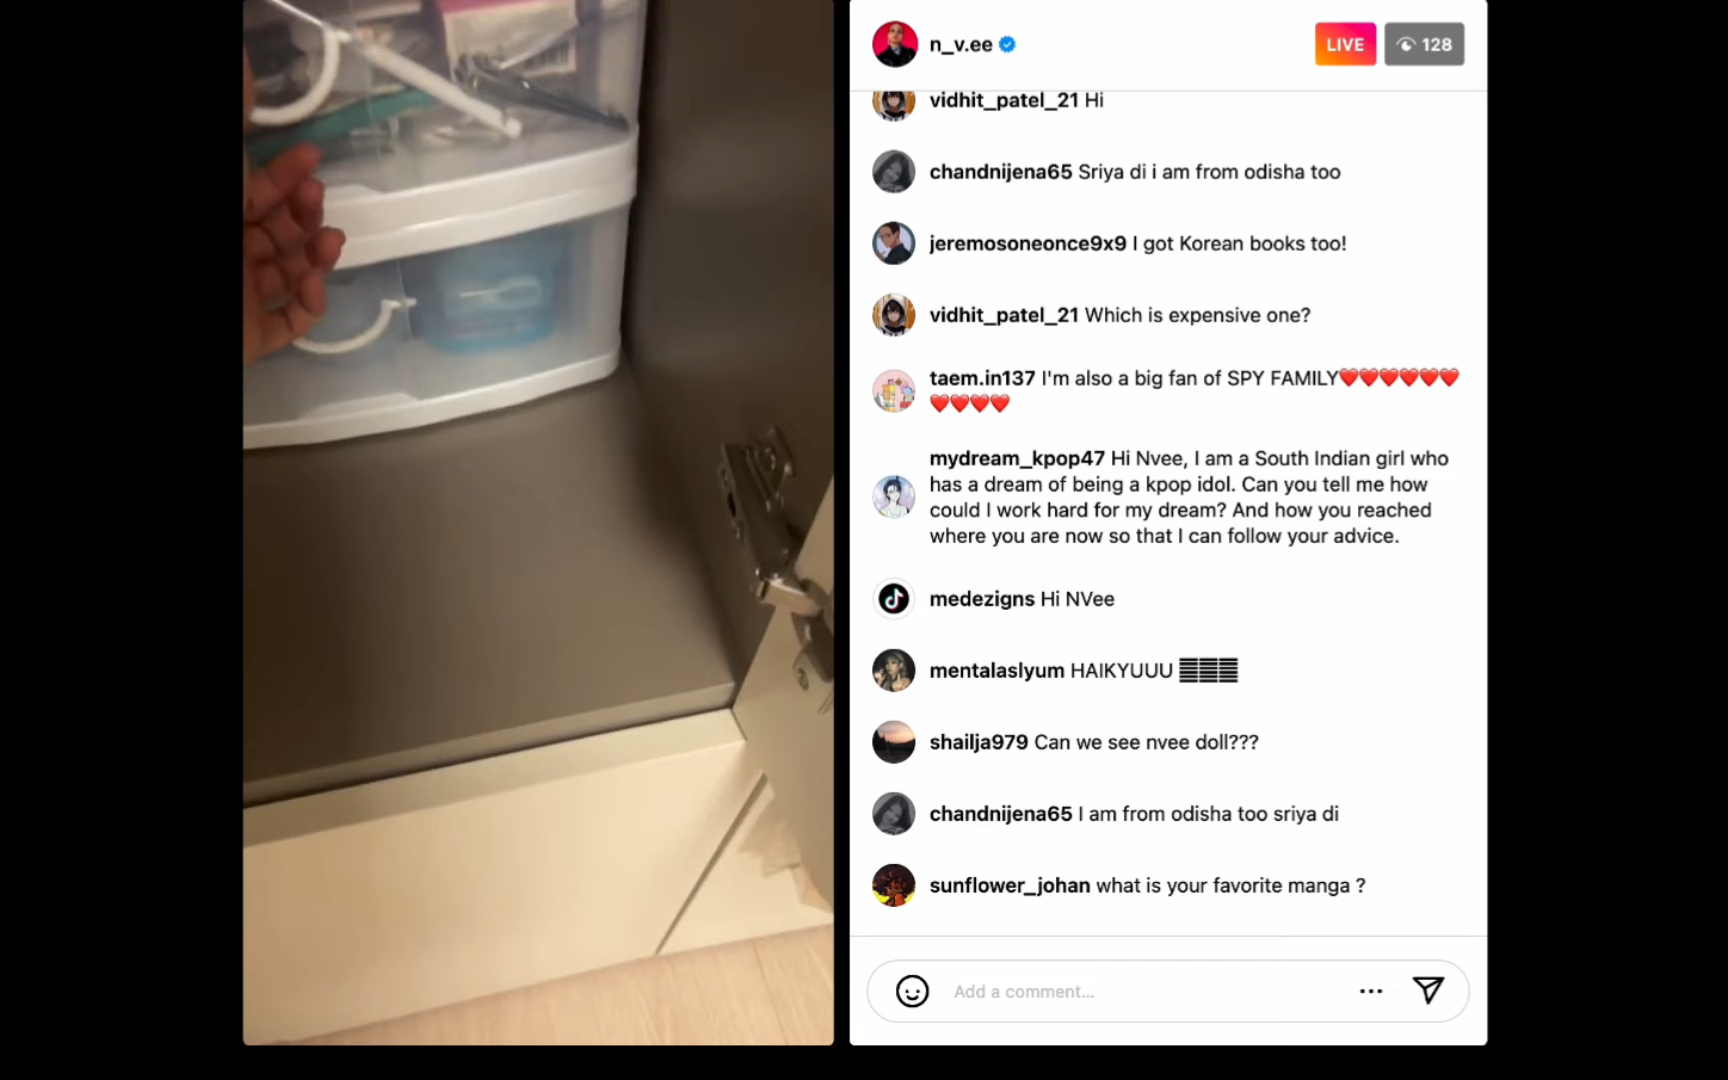 n_v.ee
LIVE
128
vidhit_patel_21 Hi
chandnijena65 Sriya di i am from odisha too
jeremosoneonce9x9 I got Korean books too!
vidhit_patel_21 Which is expensive one?
taem.in137 I'm also a big fan of SPY FAMILY❤️❤️❤️❤️❤️❤️
❤️❤️❤️❤️
mydream_kpop47 Hi Nvee, I am a South Indian girl who
has a dream of being a kpop idol. Can you tell me how
could I work hard for my dream? And how you reached
where you are now so that I can follow your advice.
medezigns Hi NVee
mentalaslyum HAIKYUUU
shailja979 Can we see nvee doll???
chandnijena65 I am from odisha too sriya di
sunflower_johan what is your favorite manga ?
Add a comment...